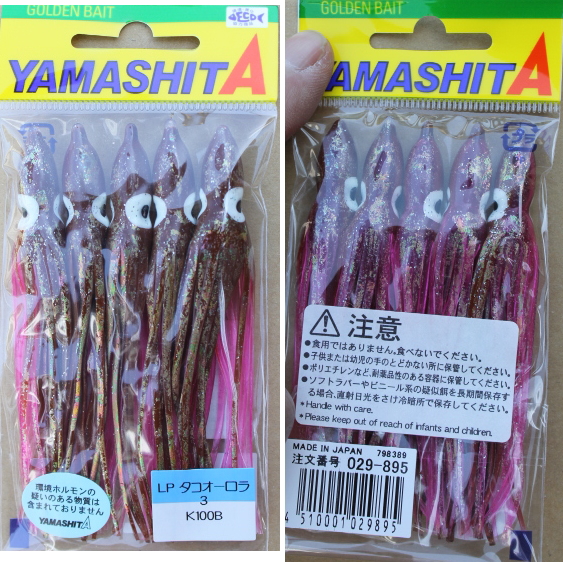 GOLDEN BAIT
ECO
YAMASHITA
環境ホルモンの
疑いのある物質は
含まれておりません
YAMASHITA
LP タコオーロラ
3
K100B
GOLDEN BAIT
YAMASHITA
プラ
注意
●食用ではありません。食べないでください。
●子供または幼児の手のとどかない所に保管してください。
●ポリエチレンなど、耐薬品性のある容器に保管してください。
●ソフトラバーやビニール系の疑似餌を長期間保存す
る場合、直射日光をさけ冷暗所で保存してください。
*Handle with care.
*Please keep out of reach of infants and children.
MADE IN JAPAN 798389
注文番号 029-895
4 510001 029895